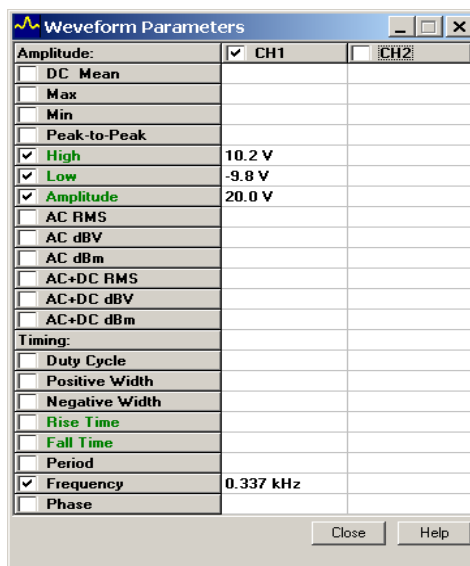 Weveform Parameters
Amplitude: CH1 CH2
DC Mean
Max
Min
Peak-to-Peak
High 10.2 V
Low -9.8 V
Amplitude 20.0 V
AC RMS
AC dBV
AC dBm
AC+DC RMS
AC+DC dBV
AC+DC dBm
Timing:
Duty Cycle
Positive Width
Negative Width
Rise Time
Fall Time
Period
Frequency 0.337 kHz
Phase
Close Help